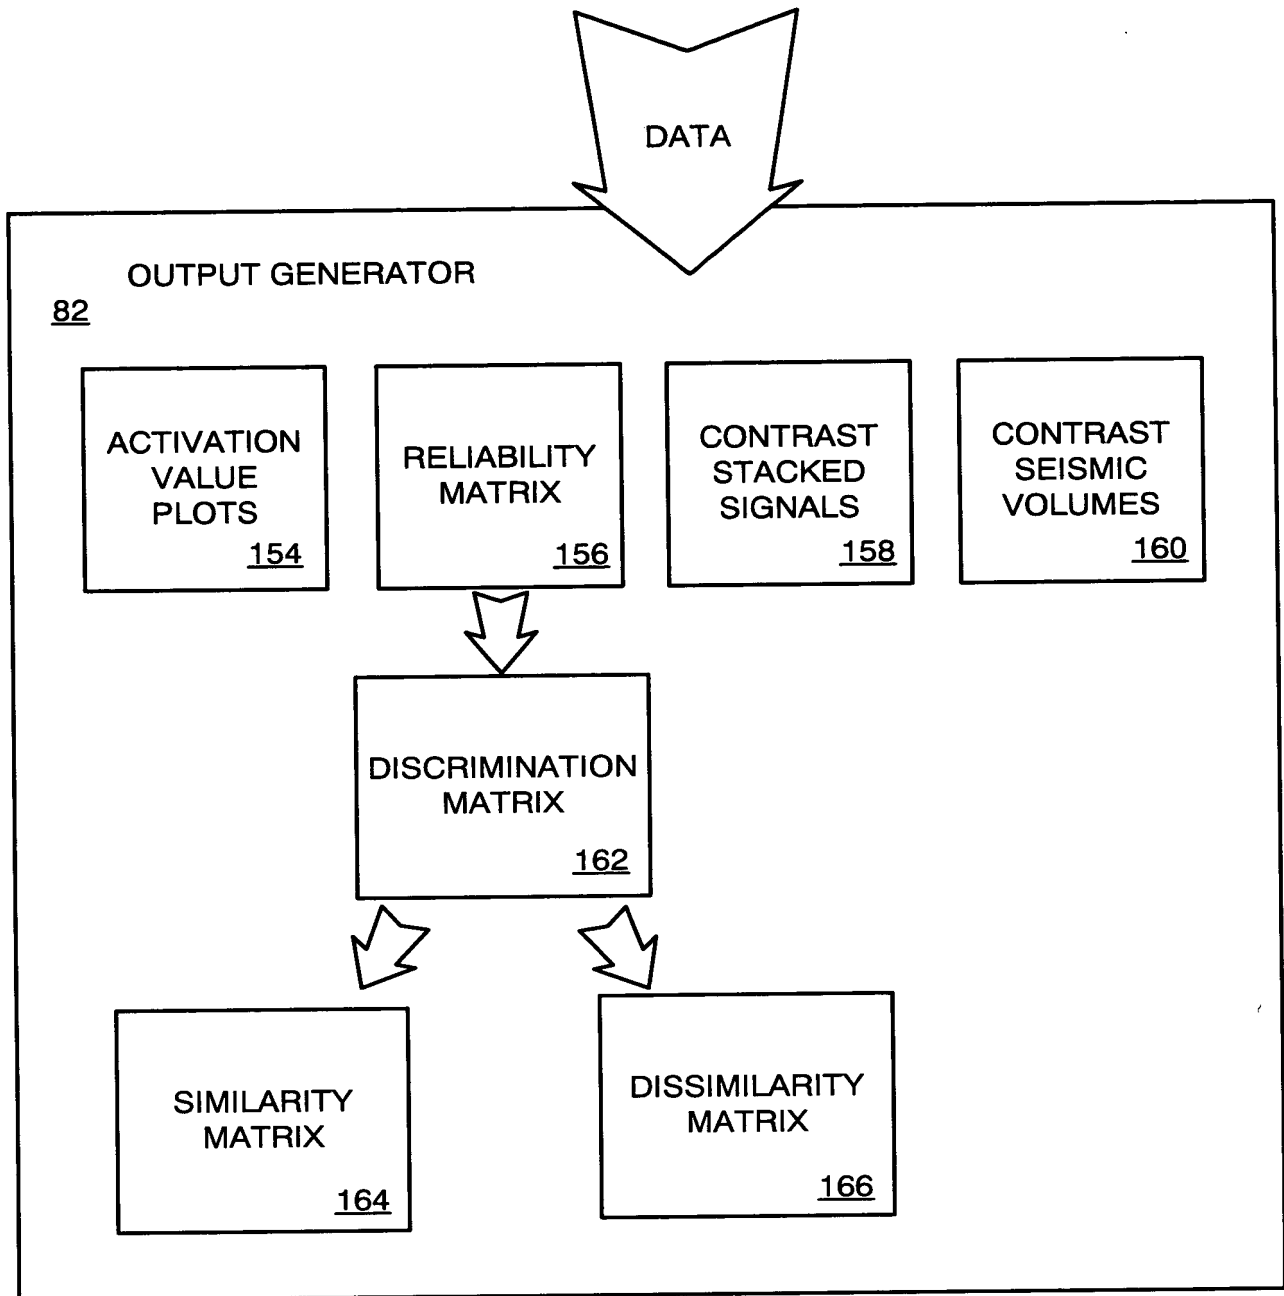 DATA
OUTPUT GENERATOR
82
ACTIVATION
VALUE
PLOTS
154
RELIABILITY
MATRIX
156
CONTRAST
STACKED
SIGNALS
158
CONTRAST
SEISMIC
VOLUMES
160
DISCRIMINATION
MATRIX
162
SIMILARITY
MATRIX
164
DISSIMILARITY
MATRIX
166